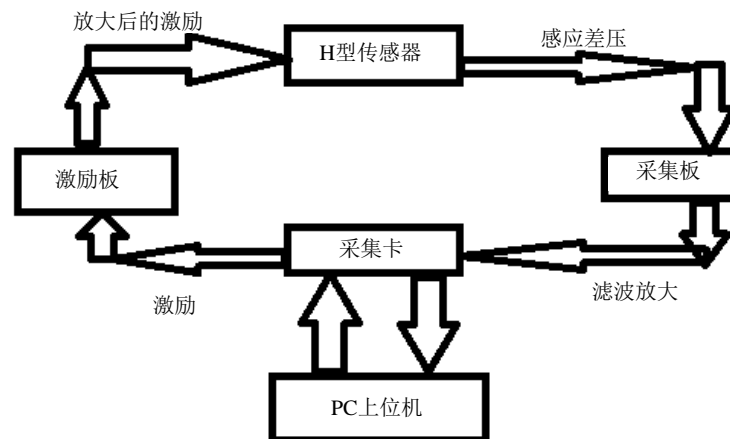 放大后的激励
H型传感器
感应差压
激励板
采集板
采集卡
激励
滤波放大
PC上位机